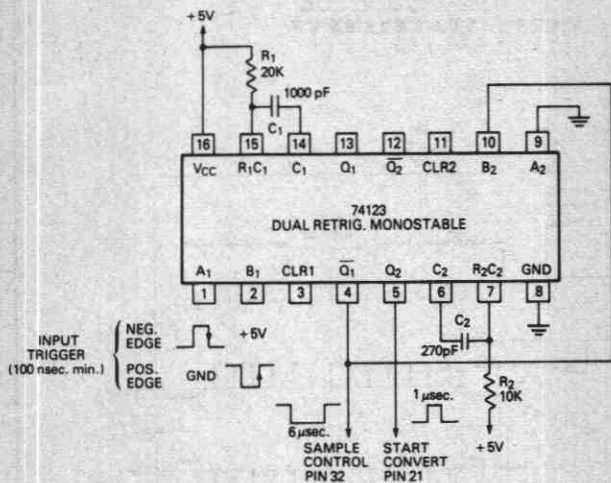 +5V
R1
20K
1000 pF
C1
16 15 14 13 12 11 10 9
VCC R1C1 C1 Q1 Q̅2 CLR2 B2 A2
74123
DUAL RETRIG. MONOSTABLE
A1 B1 CLR1 Q̅1 Q2 C2 R2C2 GND
1 2 3 4 5 6 7 8
INPUT
TRIGGER
(100 nsec. min.)
NEG.
EDGE
+5V
POS.
EDGE
GND
C2
270pF
R2
10K
+5V
6 μsec.
1 μsec.
SAMPLE
CONTROL
PIN 32
START
CONVERT
PIN 21